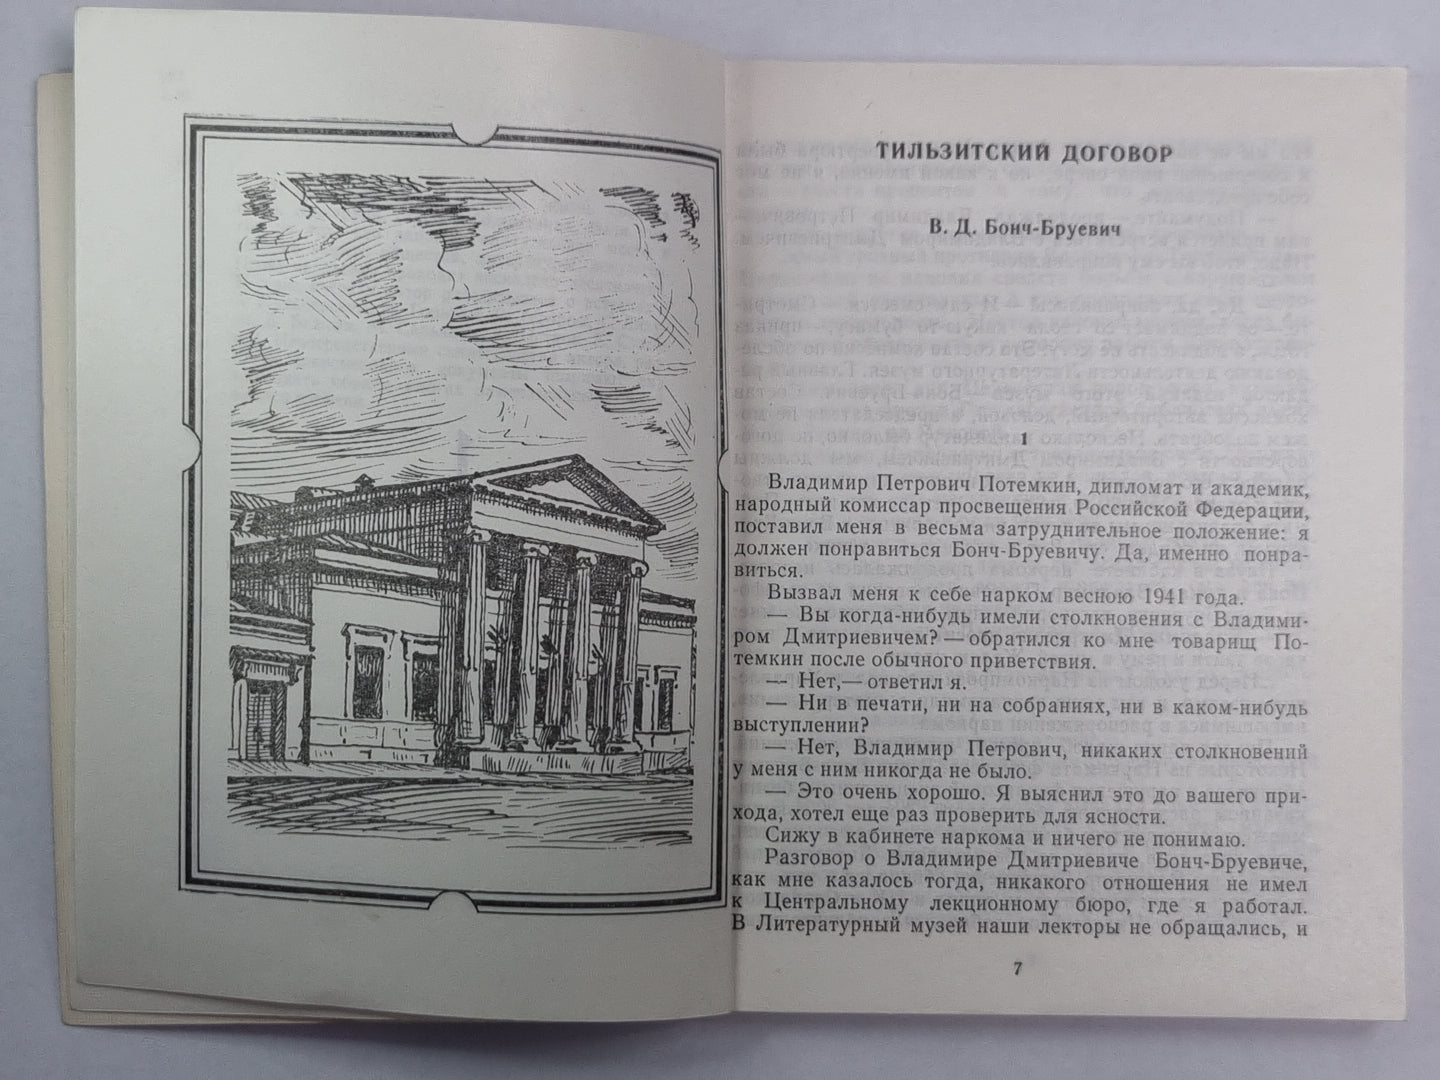 ТИЛЬЗИТСКИЙ ДОГОВОР
В. Д. Бонч-Бруевич
1
Владимир Петрович Потемкин, дипломат и академик,
народный комиссар просвещения Российской Федерации,
поставил меня в весьма затруднительное положение: я
должен понравиться Бонч-Бруевичу. Да, именно понра-
виться.
Вызвал меня к себе нарком весною 1941 года.
— Вы когда-нибудь имели столкновения с Владими-
ром Дмитриевичем? — обратился ко мне товарищ По-
темкин после обычного приветствия.
— Нет,— ответил я.
— Ни в печати, ни на собраниях, ни в каком-нибудь
выступлении?
— Нет, Владимир Петрович, никаких столкновений
у меня с ним никогда не было.
— Это очень хорошо. Я выяснил это до вашего при-
хода, хотел еще раз проверить для ясности.
Сижу в кабинете наркома и ничего не понимаю.
Разговор о Владимире Дмитриевиче Бонч-Бруевиче,
как мне казалось тогда, никакого отношения не имел
к Центральному лекционному бюро, где я работал.
В Литературный музей наши лекторы не обращались, и
7